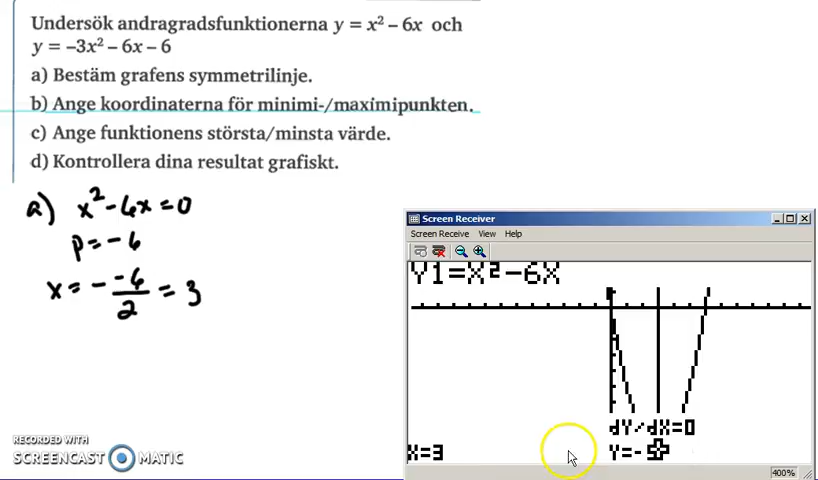 Undersök andragradsfunktionerna y = x² – 6x och
y = –3x² – 6x – 6
a) Bestäm grafens symmetrilinje.
b) Ange koordinaterna för minimi-/maximipunkten.
c) Ange funktionens största/minsta värde.
d) Kontrollera dina resultat grafiskt.
a) x² - 6x = 0
p = -6
x = - -6/2 = 3
Screen Receiver
Screen Receive View Help
Y1=X²-6X
dY/dX=0
X=3
400%
RECORDED WITH
SCREENCAST MATIC